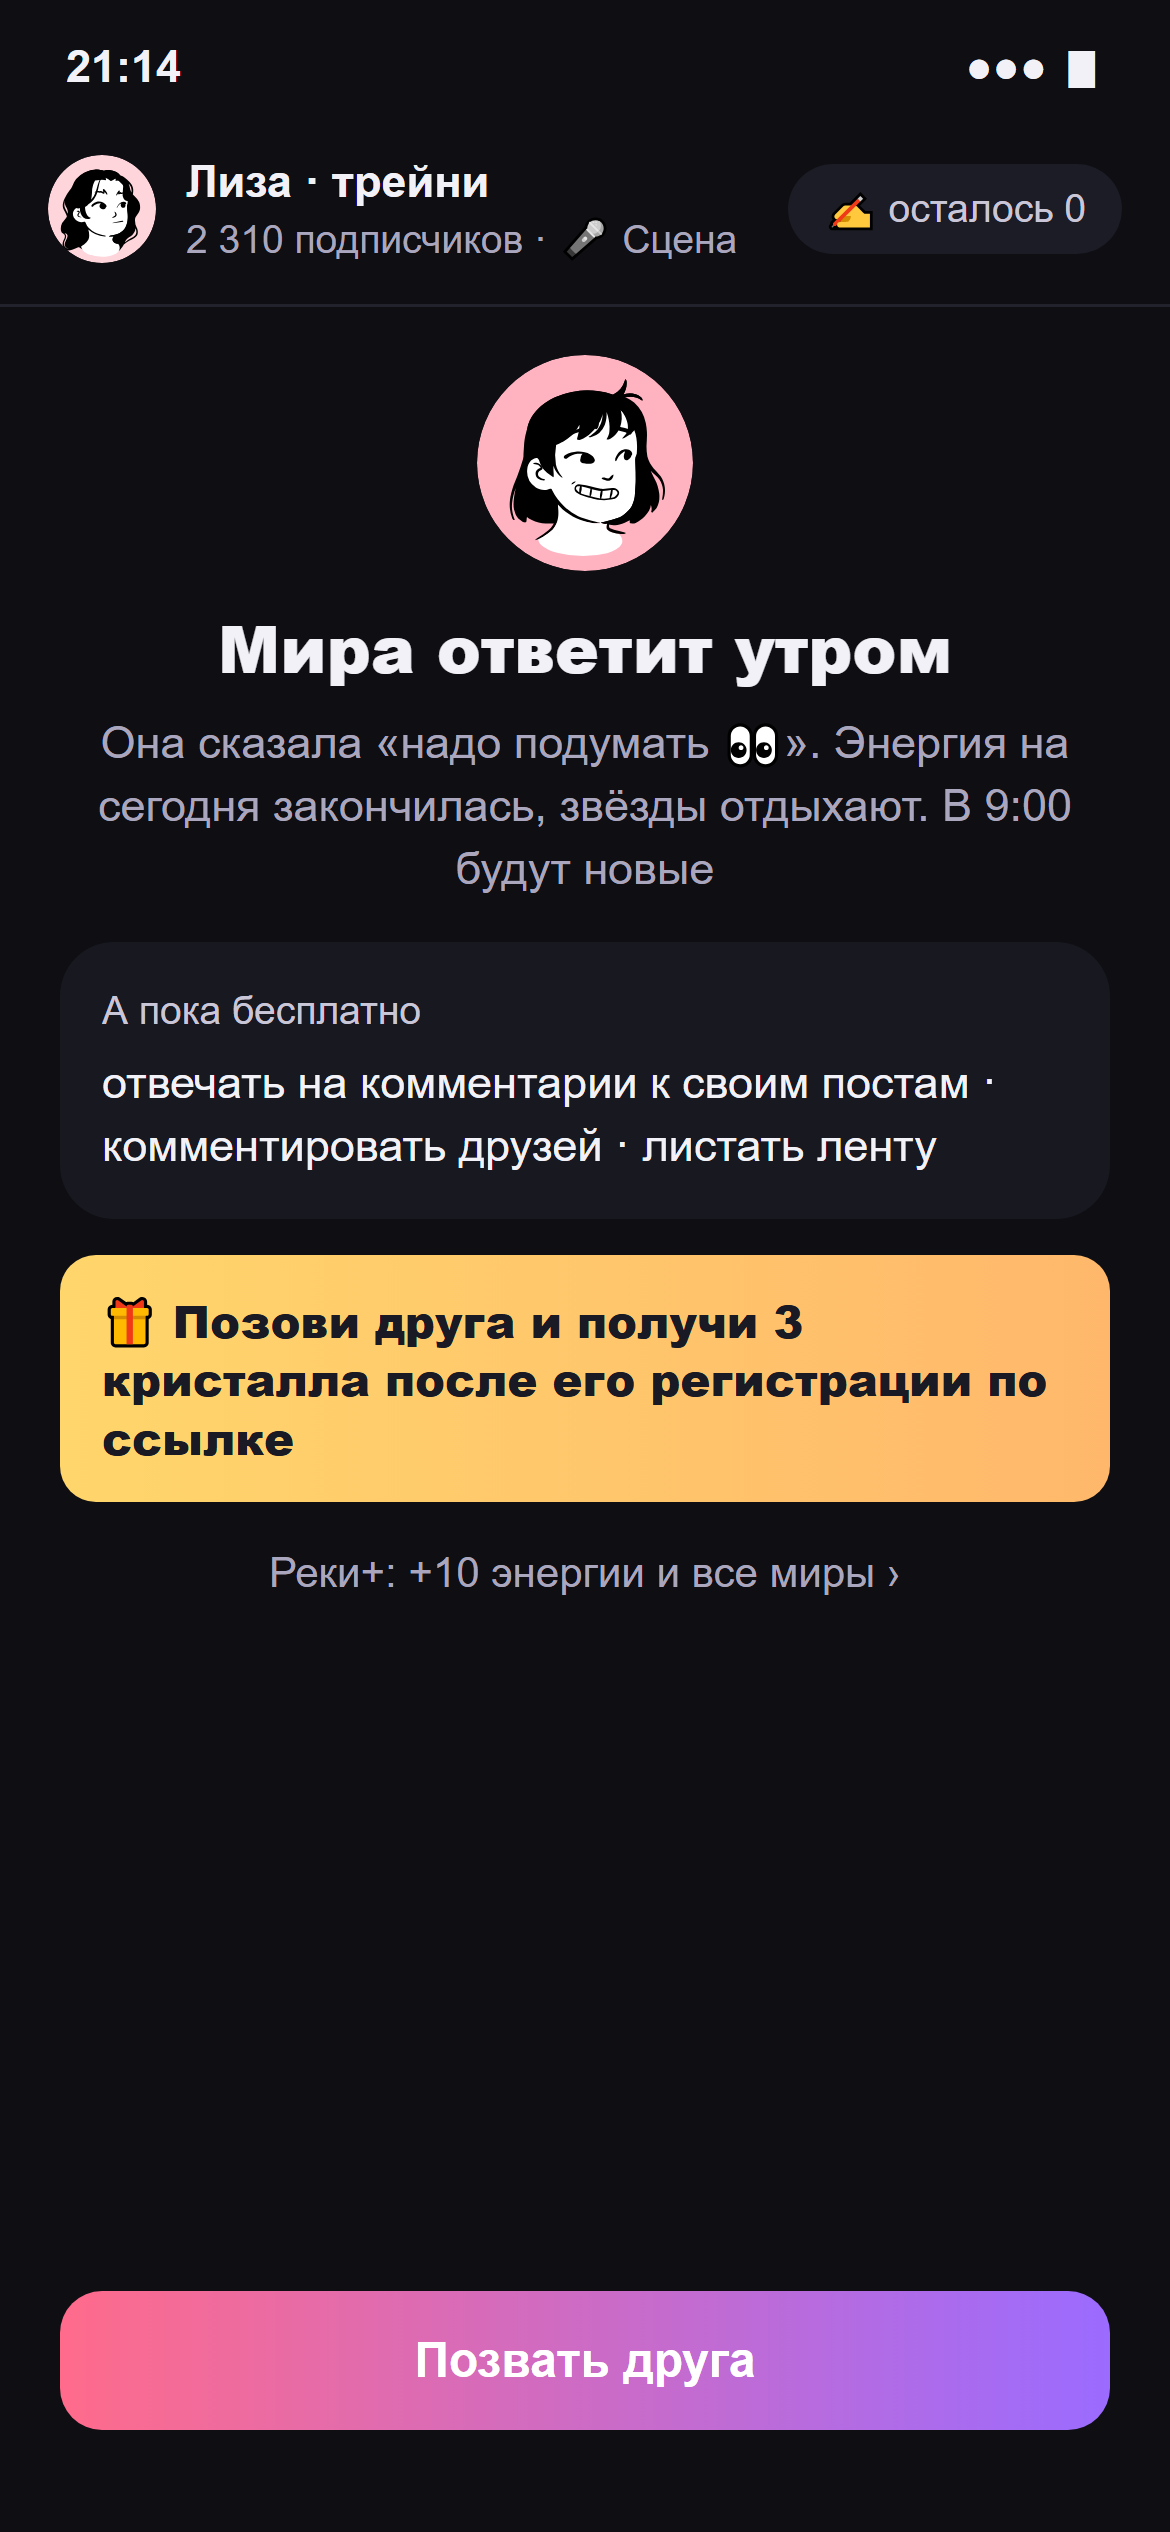 21:14
Лиза · трейни
2 310 подписчиков · 🎤 Сцена
✍️ осталось 0
Мира ответит утром
Она сказала «надо подумать 👀». Энергия на
сегодня закончилась, звёзды отдыхают. В 9:00
будут новые
А пока бесплатно
отвечать на комментарии к своим постам ·
комментировать друзей · листать ленту
🎁 Позови друга и получи 3
кристалла после его регистрации по
ссылке
Реки+: +10 энергии и все миры ›
Позвать друга